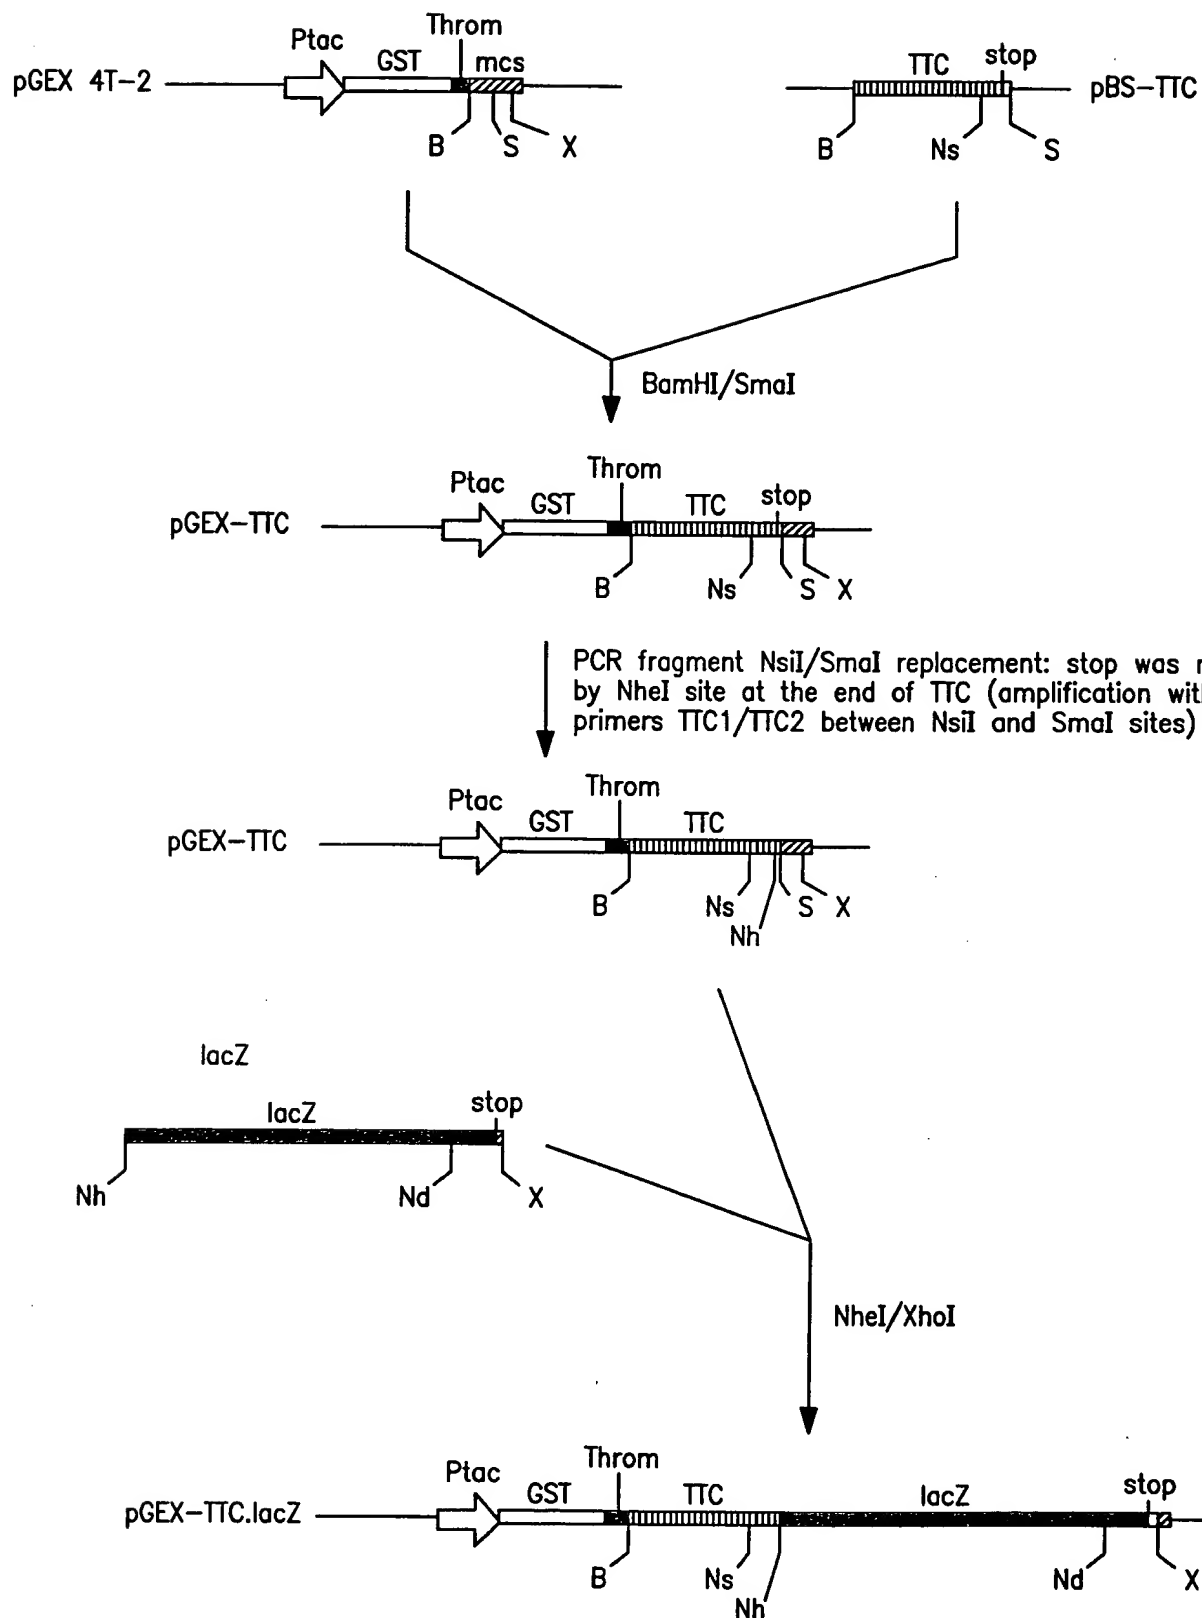 Throm
Ptac GST mcs
pGEX 4T-2
B S X
TTC stop
pBS-TTC
B Ns S
BamHI/SmaI
Throm
Ptac GST TTC stop
pGEX-TTC
B Ns S X
PCR fragment NsiI/SmaI replacement: stop was
by NheI site at the end of TTC (amplification
primers TTC1/TTC2 between NsiI and SmaI sites)
Throm
Ptac GST TTC
pGEX-TTC
B Ns S X
Nh
lacZ
lacZ stop
Nh Nd X
NheI/XhoI
Throm
Ptac GST TTC lacZ stop
pGEX-TTC.lacZ
B Ns Nd X
Nh